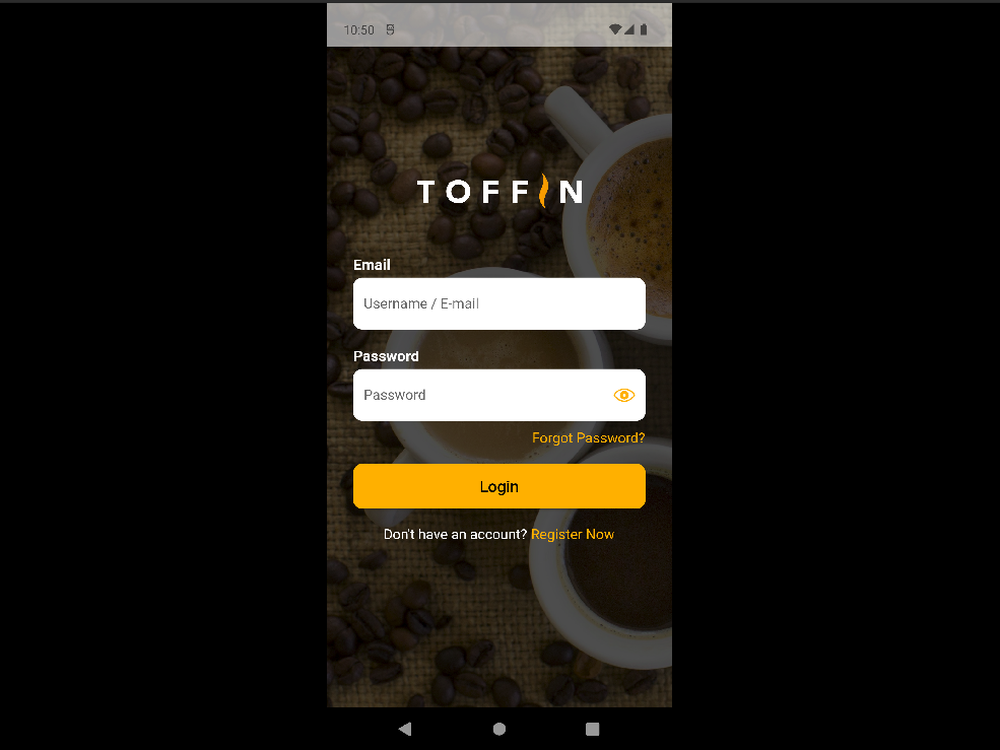 10:50
TOFFIN
Email
Username / E-mail
Password
Password
Forgot Password?
Login
Don't have an account? Register Now